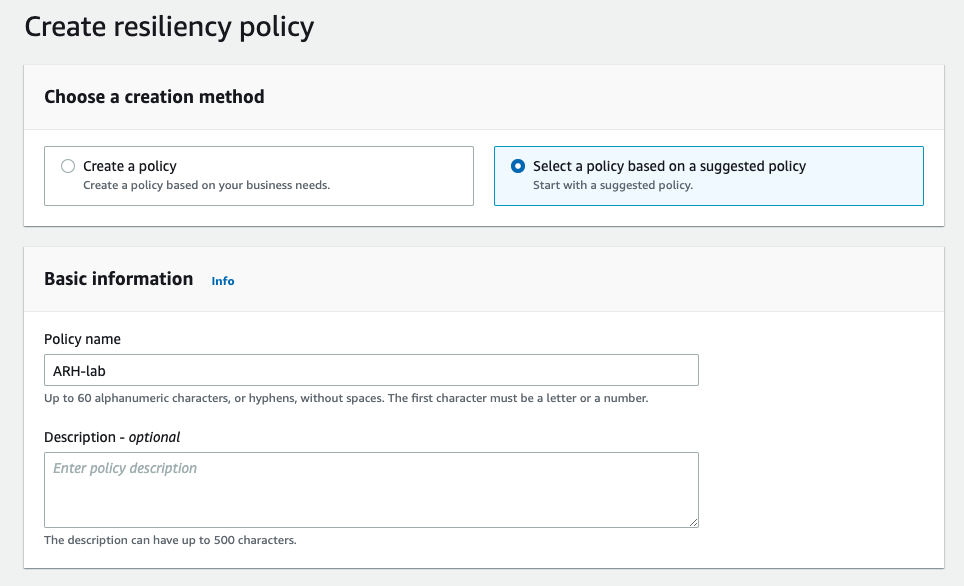 Create resiliency policy
Choose a creation method
Create a policy
Create a policy based on your business needs.
Select a policy based on a suggested policy
Start with a suggested policy.
Basic information Info
Policy name
ARH-lab
Up to 60 alphanumeric characters, or hyphens, without spaces. The first character must be a letter or a number.
Description - optional
Enter policy description
The description can have up to 500 characters.